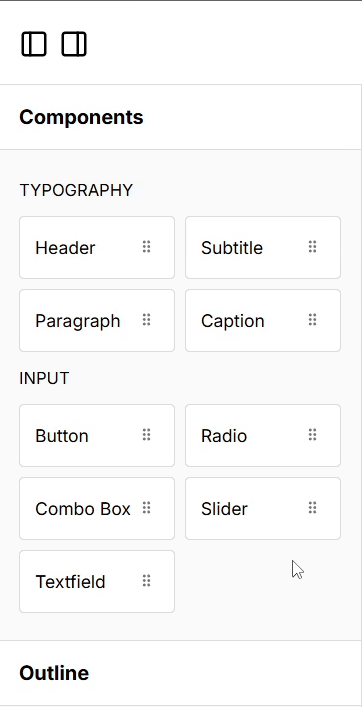 Components
TYPOGRAPHY
Header
Subtitle
Paragraph
Caption
INPUT
Button
Radio
Combo Box
Slider
Textfield
Outline